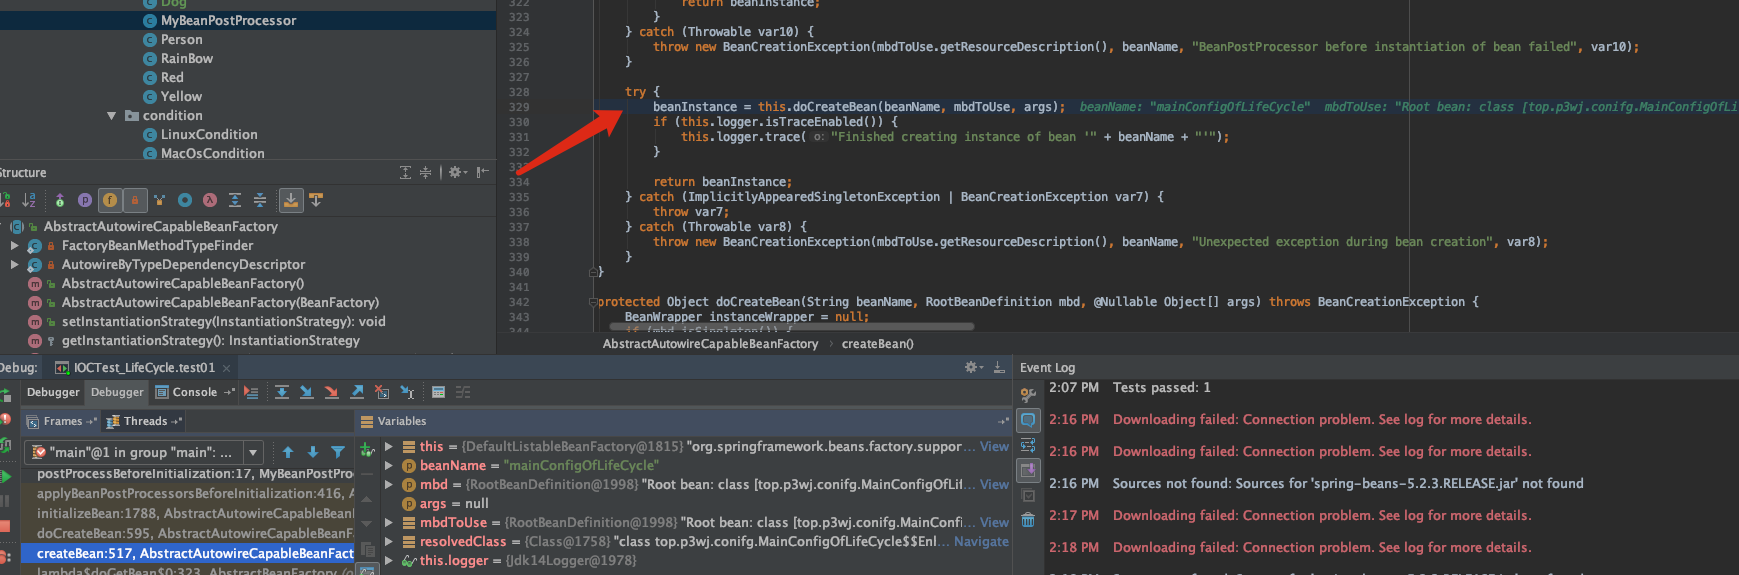 Dog
MyBeanPostProcessor
Person
RainBow
Red
Yellow
condition
LinuxCondition
MacOsCondition
Structure
AbstractAutowireCapableBeanFactory
FactoryBeanMethodTypeFinder
AutowireByTypeDependencyDescriptor
AbstractAutowireCapableBeanFactory()
AbstractAutowireCapableBeanFactory(BeanFactory)
setInstantiationStrategy(InstantiationStrategy): void
getInstantiationStrategy(): InstantiationStrategy
322 return beanInstance;
323 }
324 } catch (Throwable var10) {
325 throw new BeanCreationException(mbdToUse.getResourceDescription(), beanName, "BeanPostProcessor before instantiation of bean failed", var10);
326 }
327
328 try {
329 beanInstance = this.doCreateBean(beanName, mbdToUse, args); beanName: "mainConfigOfLifeCycle" mbdToUse: "Root bean: class [top.p3wj.conifg.MainConfigOfLi
330 if (this.logger.isTraceEnabled()) {
331 this.logger.trace( o: "Finished creating instance of bean '" + beanName + "'");
332 }
333
334 return beanInstance;
335 } catch (ImplicitlyAppearedSingletonException | BeanCreationException var7) {
336 throw var7;
337 } catch (Throwable var8) {
338 throw new BeanCreationException(mbdToUse.getResourceDescription(), beanName, "Unexpected exception during bean creation", var8);
339 }
340 }
341
342 protected Object doCreateBean(String beanName, RootBeanDefinition mbd, @Nullable Object[] args) throws BeanCreationException {
343 BeanWrapper instanceWrapper = null;
344 if (mbd.isSingleton()) {
AbstractAutowireCapableBeanFactory › createBean()
Debug: IOCTest_LifeCycle.test01 ×
Debugger Debugger Console
Frames Threads
"main"@1 in group "main": ...
postProcessBeforeInitialization:17, MyBeanPostProc
applyBeanPostProcessorsBeforeInitialization:416, A
initializeBean:1788, AbstractAutowireCapableBeanF
doCreateBean:595, AbstractAutowireCapableBeanFact
createBean:517, AbstractAutowireCapableBeanFact
lambda$doGetBean$0:323, AbstractBeanFactory
Variables
this = {DefaultListableBeanFactory@1815} "org.springframework.beans.factory.suppor... View
beanName = "mainConfigOfLifeCycle"
mbd = {RootBeanDefinition@1998} "Root bean: class [top.p3wj.conifg.MainConfigOfLif... View
args = null
mbdToUse = {RootBeanDefinition@1998} "Root bean: class [top.p3wj.conifg.MainConfi... View
resolvedClass = {Class@1758} "class top.p3wj.conifg.MainConfigOfLifeCycle$$Enl... Navigate
this.logger = {Jdk14Logger@1978}
Event Log
2:07 PM Tests passed: 1
2:16 PM Downloading failed: Connection problem. See log for more details.
2:16 PM Downloading failed: Connection problem. See log for more details.
2:16 PM Sources not found: Sources for 'spring-beans-5.2.3.RELEASE.jar' not found
2:17 PM Downloading failed: Connection problem. See log for more details.
2:18 PM Downloading failed: Connection problem. See log for more details.